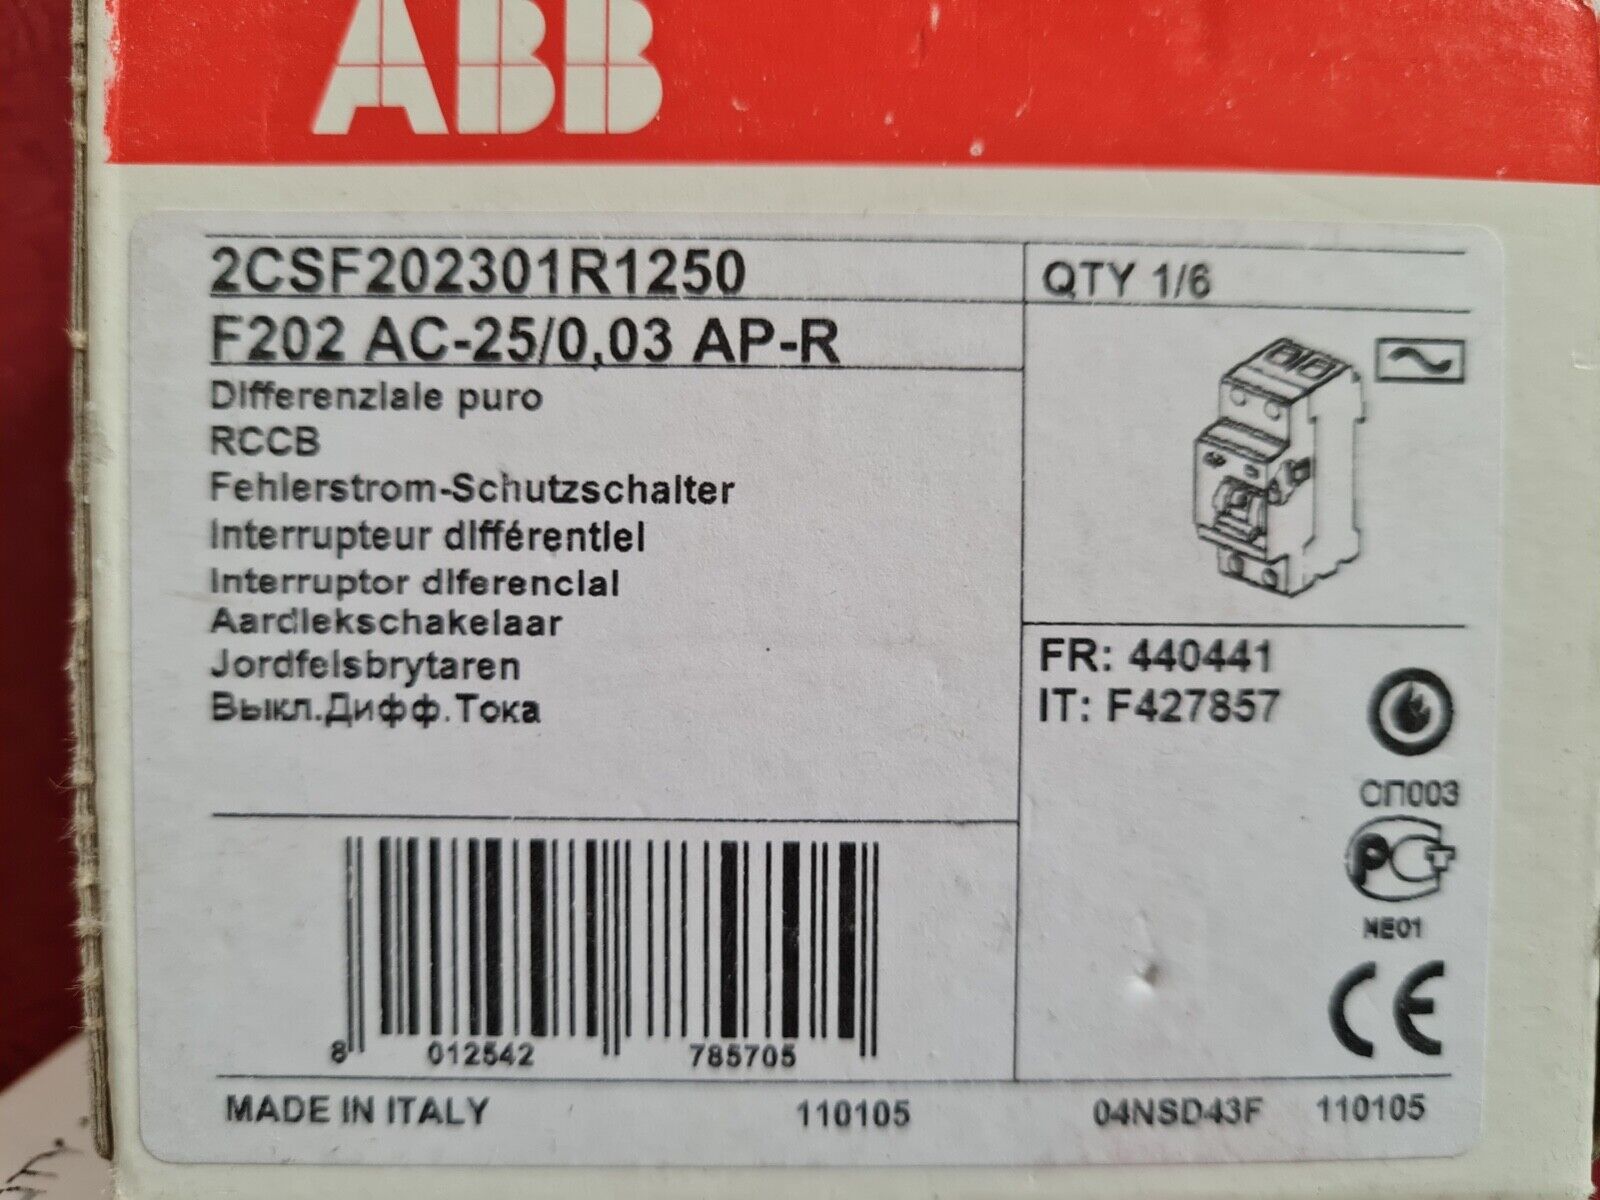 ABB
2CSF202301R1250
QTY 1/6
F202 AC-25/0,03 AP-R
Differenziale puro
RCCB
Fehlerstrom-Schutzschalter
Interrupteur différentiel
Interruptor diferencial
Aardlekschakelaar
Jordfelsbrytaren
Выкл.Дифф.Тока
FR: 440441
IT: F427857
СП003
РСТ
ME01
CE
8 012542 785705
MADE IN ITALY 110105 04NSD43F 110105